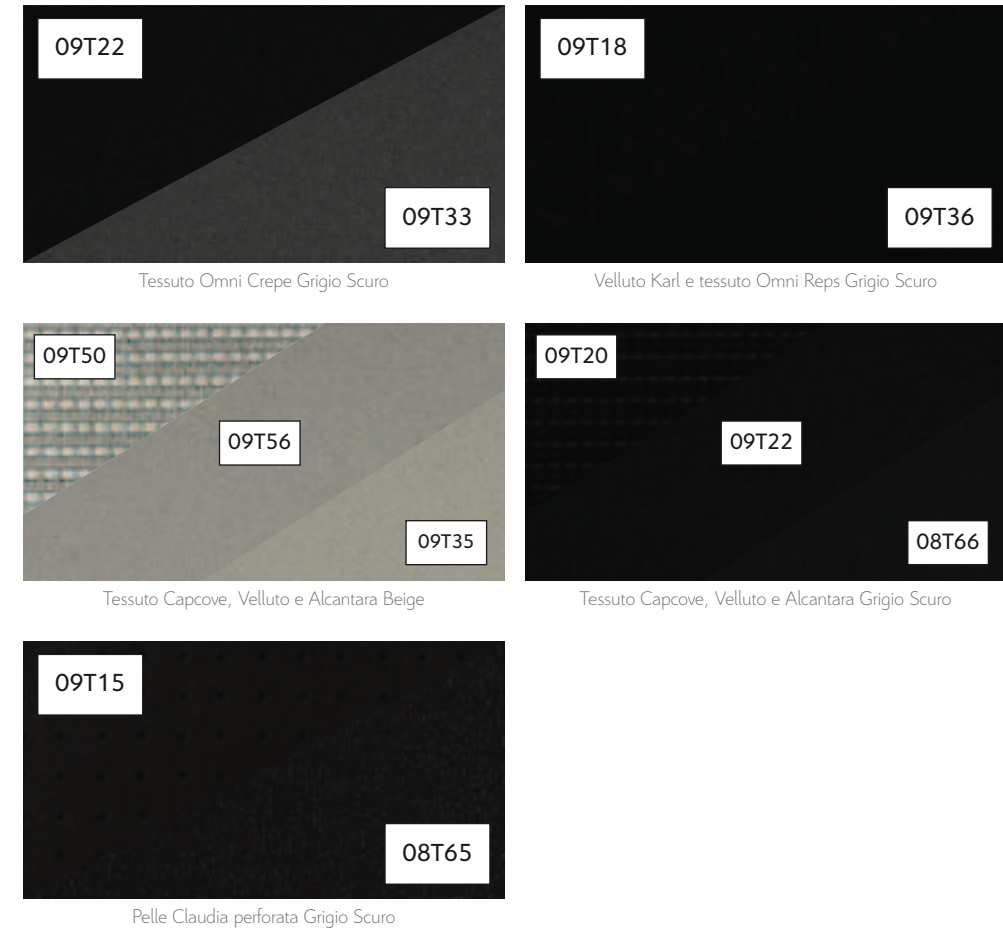 09T22
09T33
Tessuto Omni Crepe Grigio Scuro
09T18
09T36
Velluto Karl e tessuto Omni Reps Grigio Scuro
09T50
09T56
09T35
Tessuto Capcove, Velluto e Alcantara Beige
09T20
09T22
08T66
Tessuto Capcove, Velluto e Alcantara Grigio Scuro
09T15
08T65
Pelle Claudia perforata Grigio Scuro